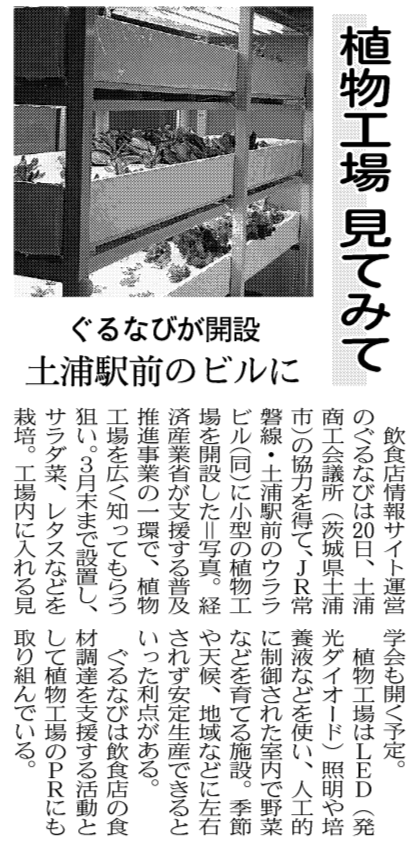 植物工場 見てみて
ぐるなびが開設
土浦駅前のビルに
　飲食店情報サイト運営
のぐるなびは20日、土浦
商工会議所（茨城県土浦
市）の協力を得て、ＪＲ常
磐線・土浦駅前のウララ
ビル（同）に小型の植物工
場を開設した＝写真。経
済産業省が支援する普及
推進事業の一環で、植物
工場を広く知ってもらう
狙い。３月末まで設置し、
サラダ菜、レタスなどを
栽培。工場内に入れる見
学会も開く予定。
　植物工場はＬＥＤ（発
光ダイオード）照明や培
養液などを使い、人工的
に制御された室内で野菜
などを育てる施設。季節
や天候、地域などに左右
されず安定生産できると
いった利点がある。
　ぐるなびは飲食店の食
材調達を支援する活動と
して植物工場のＰＲにも
取り組んでいる。